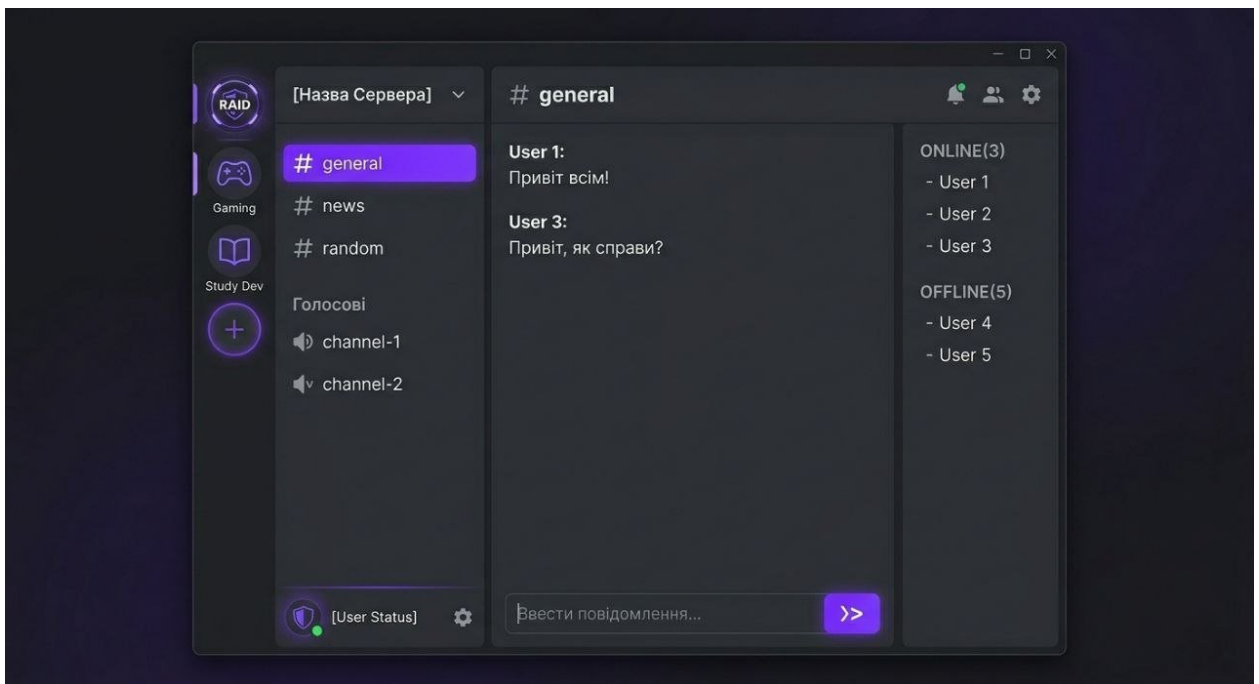 RAID
Gaming
Study Dev
[Назва Сервера]
# general
# news
# random
Голосові
channel-1
channel-2
[User Status]
# general
User 1:
Привіт всім!
User 3:
Привіт, як справи?
Ввести повідомлення...
ONLINE(3)
- User 1
- User 2
- User 3
OFFLINE(5)
- User 4
- User 5